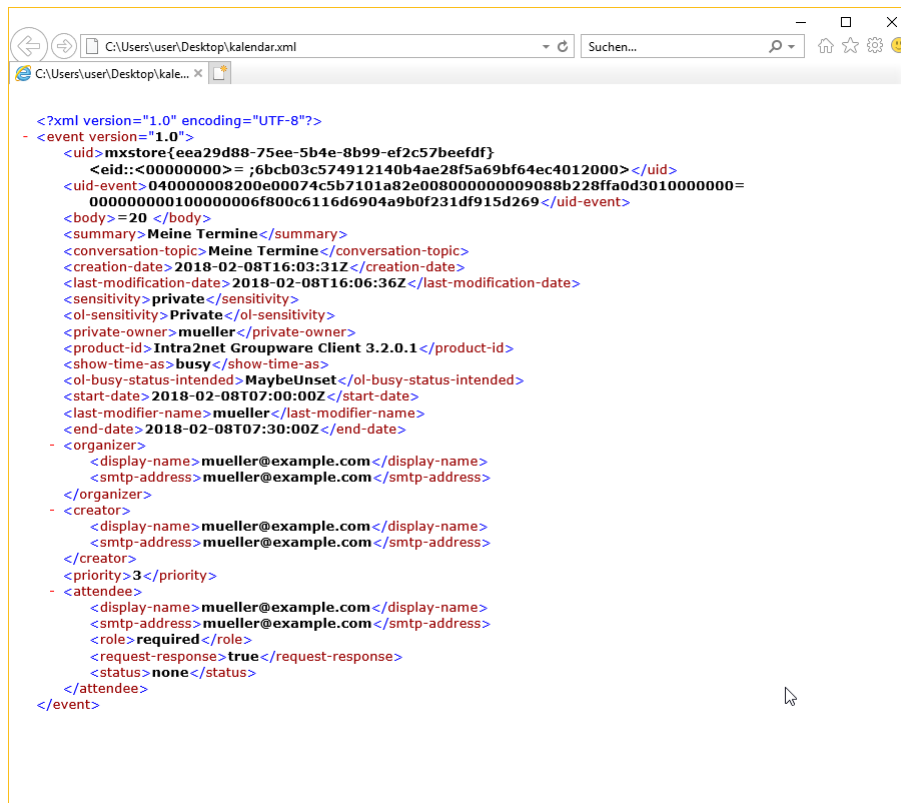 C:\Users\user\Desktop\kalendar.xml
Suchen...
C:\Users\user\Desktop\kale...
<?xml version="1.0" encoding="UTF-8"?>
- <event version="1.0">
<uid>mxstore{eea29d88-75ee-5b4e-8b99-ef2c57beefdf}
<eid::<00000000>= ;6bcb03c574912140b4ae28f5a69bf64ec4012000></uid>
<uid-event>040000008200e00074c5b7101a82e008000000009088b228ffa0d3010000000=
000000000100000006f800c6116d6904a9b0f231df915d269</uid-event>
<body>=20 </body>
<summary>Meine Termine</summary>
<conversation-topic>Meine Termine</conversation-topic>
<creation-date>2018-02-08T16:03:31Z</creation-date>
<last-modification-date>2018-02-08T16:06:36Z</last-modification-date>
<sensitivity>private</sensitivity>
<ol-sensitivity>Private</ol-sensitivity>
<private-owner>mueller</private-owner>
<product-id>Intra2net Groupware Client 3.2.0.1</product-id>
<show-time-as>busy</show-time-as>
<ol-busy-status-intended>MaybeUnset</ol-busy-status-intended>
<start-date>2018-02-08T07:00:00Z</start-date>
<last-modifier-name>mueller</last-modifier-name>
<end-date>2018-02-08T07:30:00Z</end-date>
- <organizer>
<display-name>mueller@example.com</display-name>
<smtp-address>mueller@example.com</smtp-address>
</organizer>
- <creator>
<display-name>mueller@example.com</display-name>
<smtp-address>mueller@example.com</smtp-address>
</creator>
<priority>3</priority>
- <attendee>
<display-name>mueller@example.com</display-name>
<smtp-address>mueller@example.com</smtp-address>
<role>required</role>
<request-response>true</request-response>
<status>none</status>
</attendee>
</event>